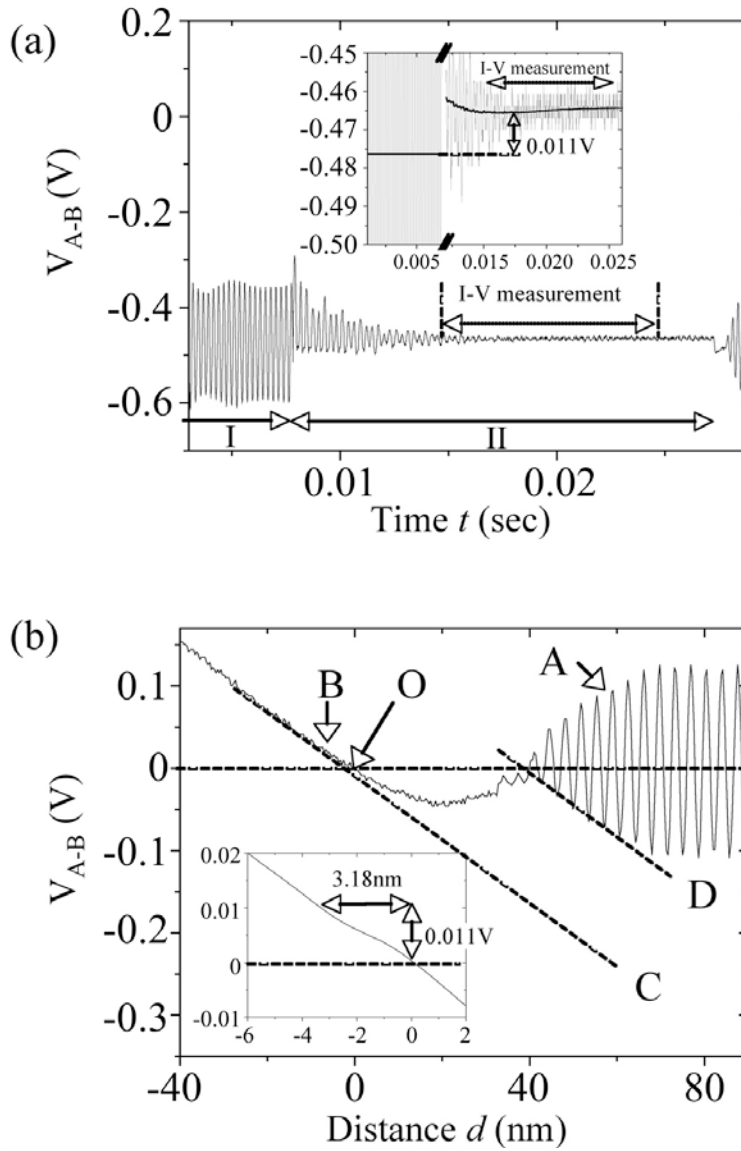 (a)
0.2
0
-0.2
-0.4
-0.6
V_A-B (V)
-0.45
-0.46
-0.47
-0.48
-0.49
-0.50
I-V measurement
0.011V
0.005 0.015 0.020 0.025
I-V measurement
I
II
0.01 0.02
Time t (sec)
(b)
0.1
0
-0.1
-0.2
-0.3
V_A-B (V)
B
O
A
D
C
0.02
0.01
0
-0.01
3.18nm
0.011V
-6 -4 -2 0 2
-40 0 40 80
Distance d (nm)